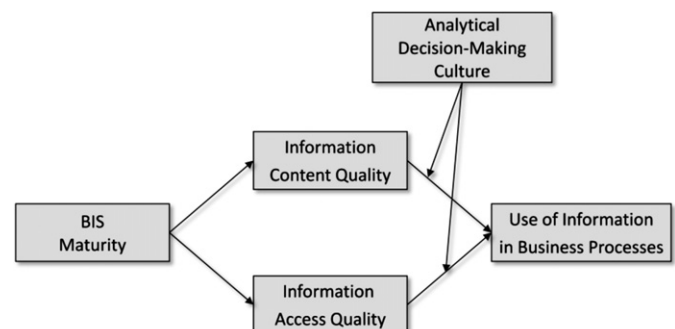 Analytical
Decision-Making
Culture
Information
Content Quality
BIS
Maturity
Use of Information
in Business Processes
Information
Access Quality